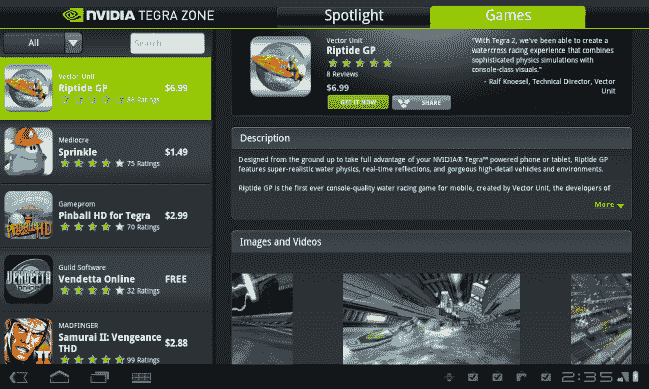 NVIDIA TEGRA ZONE
Spotlight
Games
All
Search
Vector Unit
Riptide GP
$6.99
Ratings
Mediocre
Sprinkle
$1.49
75 Ratings
Gameprom
Pinball HD for Tegra
$2.99
70 Ratings
Guild Software
Vendetta Online
FREE
32 Ratings
MADFINGER
Samurai II: Vengeance
THD
$2.88
99 Ratings
Vector Unit
Riptide GP
8 Reviews
$6.99
GET IT NOW
SHARE
"With Tegra 2, we've been able to create a
watercross racing experience that combines
sophisticated physics simulations with
console-class visuals."
- Ralf Knoesel, Technical Director, Vector
Unit
Description
Designed from the ground up to take full advantage of your NVIDIA® Tegra™ powered phone or tablet, Riptide GP
features super-realistic water physics, real-time reflections, and gorgeous high-detail vehicles and environments.
Riptide GP is the first ever console-quality water racing game for mobile, created by Vector Unit, the developers of
More
Images and Videos
2:35